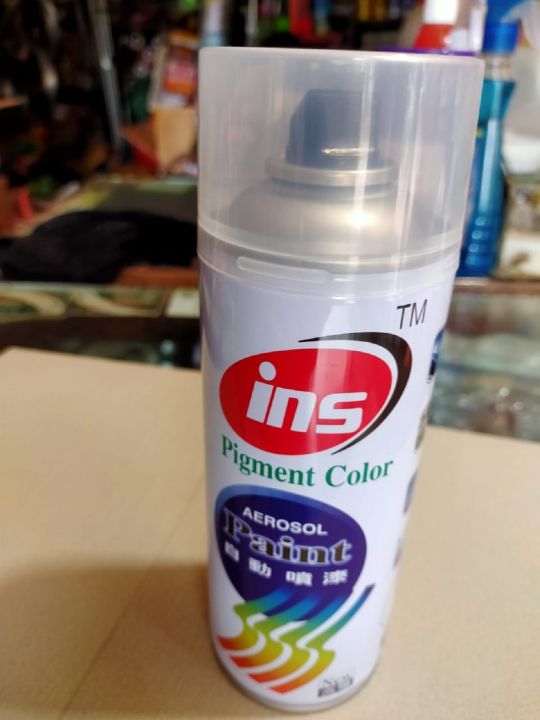 TM
ins
Pigment Color
AEROSOL
Paint
自動噴漆